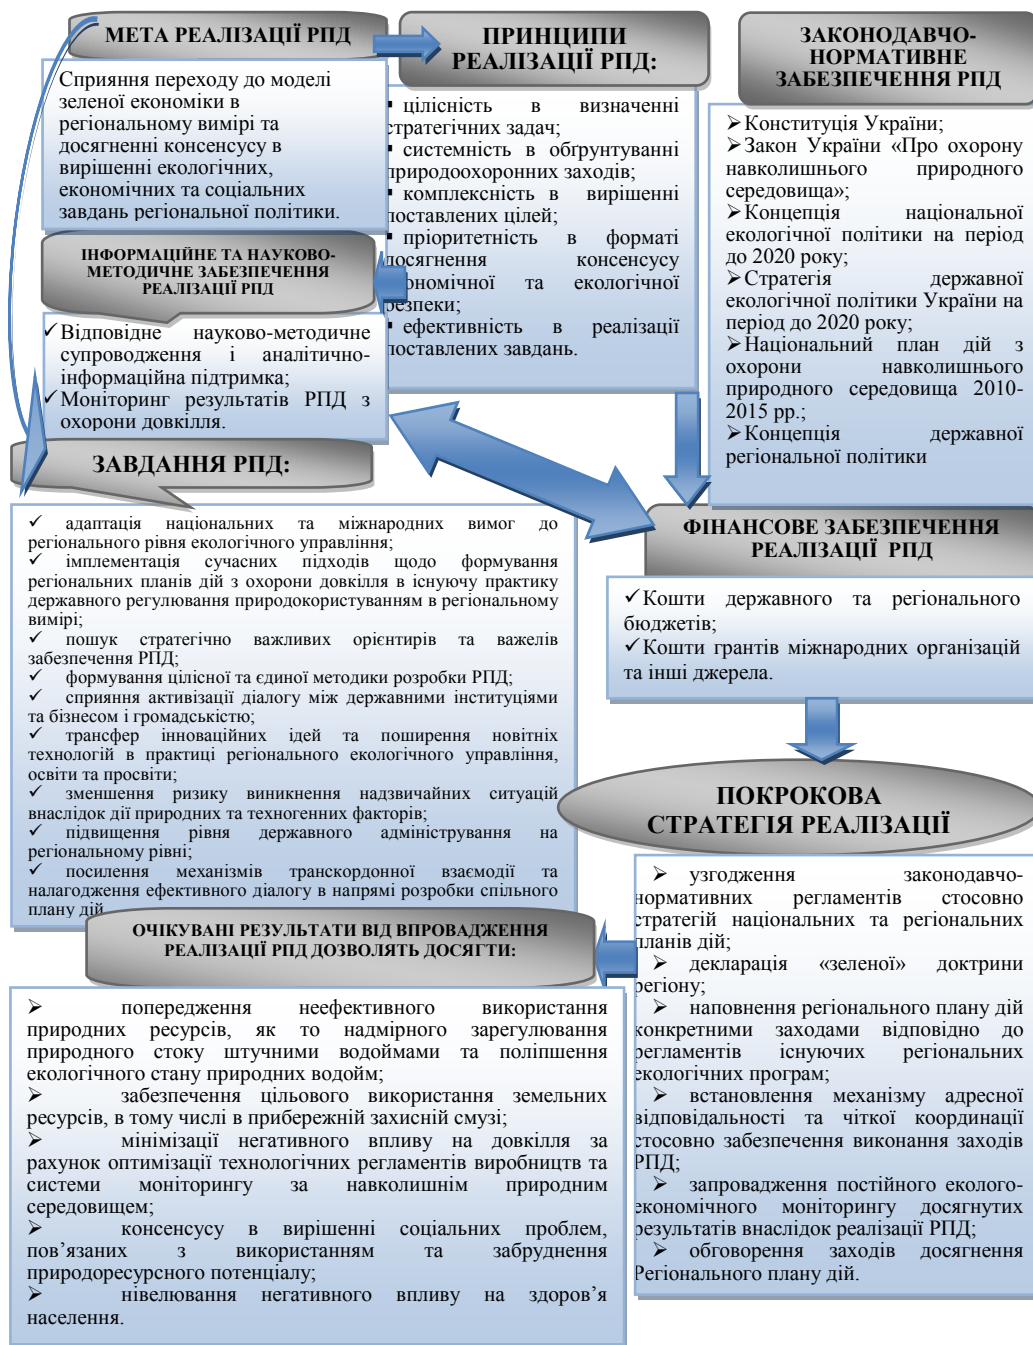 МЕТА РЕАЛІЗАЦІЇ РПД
Сприяння переходу до моделі
зеленої економіки в
регіональному вимірі та
досягненні консенсусу в
вирішенні екологічних,
економічних та соціальних
завдань регіональної політики.
ПРИНЦИПИ
РЕАЛІЗАЦІЇ РПД:
▪ цілісність в визначенні
стратегічних задач;
▪ системність в обґрунтуванні
природоохоронних заходів;
▪ комплексність в вирішенні
поставлених цілей;
▪ пріоритетність в форматі
досягнення консенсусу
економічної та екологічної
безпеки;
▪ ефективність в реалізації
поставлених завдань.
ЗАКОНОДАВЧО-
НОРМАТИВНЕ
ЗАБЕЗПЕЧЕННЯ РПД
➢Конституція України;
➢Закон України «Про охорону
навколишнього природного
середовища»;
➢Концепція національної
екологічної політики на період
до 2020 року;
➢Стратегія державної
екологічної політики України на
період до 2020 року;
➢Національний план дій з
охорони навколишнього
природного середовища 2010-
2015 рр.;
➢Концепція державної
регіональної політики
ІНФОРМАЦІЙНЕ ТА НАУКОВО-
МЕТОДИЧНЕ ЗАБЕЗПЕЧЕННЯ
РЕАЛІЗАЦІЇ РПД
✓Відповідне науково-методичне
супроводження і аналітично-
інформаційна підтримка;
✓Моніторинг результатів РПД з
охорони довкілля.
ЗАВДАННЯ РПД:
✓ адаптація національних та міжнародних вимог до
регіонального рівня екологічного управління;
✓ імплементація сучасних підходів щодо формування
регіональних планів дій з охорони довкілля в існуючу практику
державного регулювання природокористуванням в регіональному
вимірі;
✓ пошук стратегічно важливих орієнтирів та важелів
забезпечення РПД;
✓ формування цілісної та єдиної методики розробки РПД;
✓ сприяння активізації діалогу між державними інституціями
та бізнесом і громадськістю;
✓ трансфер інноваційних ідей та поширення новітніх
технологій в практиці регіонального екологічного управління,
освіти та просвіти;
✓ зменшення ризику виникнення надзвичайних ситуацій
внаслідок дії природних та техногенних факторів;
✓ підвищення рівня державного адміністрування на
регіональному рівні;
✓ посилення механізмів транскордонної взаємодії та
налагодження ефективного діалогу в напрямі розробки спільного
плану дій
ФІНАНСОВЕ ЗАБЕЗПЕЧЕННЯ
РЕАЛІЗАЦІЇ РПД
✓Кошти державного та регіонального
бюджетів;
✓Кошти грантів міжнародних організацій
та інші джерела.
ПОКРОКОВА
СТРАТЕГІЯ РЕАЛІЗАЦІЇ
➢ узгодження законодавчо-
нормативних регламентів стосовно
стратегій національних та регіональних
планів дій;
➢ декларація «зеленої» доктрини
регіону;
➢ наповнення регіонального плану дій
конкретними заходами відповідно до
регламентів існуючих регіональних
екологічних програм;
➢ встановлення механізму адресної
відповідальності та чіткої координації
стосовно забезпечення виконання заходів
РПД;
➢ запровадження постійного еколого-
економічного моніторингу досягнутих
результатів внаслідок реалізації РПД;
➢ обговорення заходів досягнення
Регіонального плану дій.
ОЧІКУВАНІ РЕЗУЛЬТАТИ ВІД ВПРОВАДЖЕННЯ
РЕАЛІЗАЦІЇ РПД ДОЗВОЛЯТЬ ДОСЯГТИ:
➢ попередження неефективного використання
природних ресурсів, як то надмірного зарегулювання
природного стоку штучними водоймами та поліпшення
екологічного стану природних водойм;
➢ забезпечення цільового використання земельних
ресурсів, в тому числі в прибережній захисній смузі;
➢ мінімізації негативного впливу на довкілля за
рахунок оптимізації технологічних регламентів виробництв та
системи моніторингу за навколишнім природним
середовищем;
➢ консенсусу в вирішенні соціальних проблем,
пов’язаних з використанням та забруднення
природоресурсного потенціалу;
➢ нівелювання негативного впливу на здоров’я
населення.